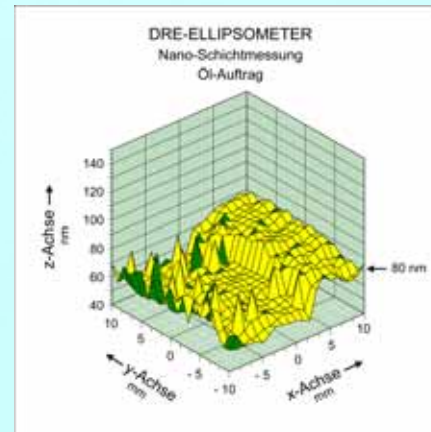 DRE-ELLIPSOMETER
Nano-Schichtmessung
Öl-Auftrag
140
120
100
80
60
40
z-Achse
nm
80 nm
10
5
0
- 5
- 10
y-Achse
mm
- 5
0
5
10
x-Achse
mm